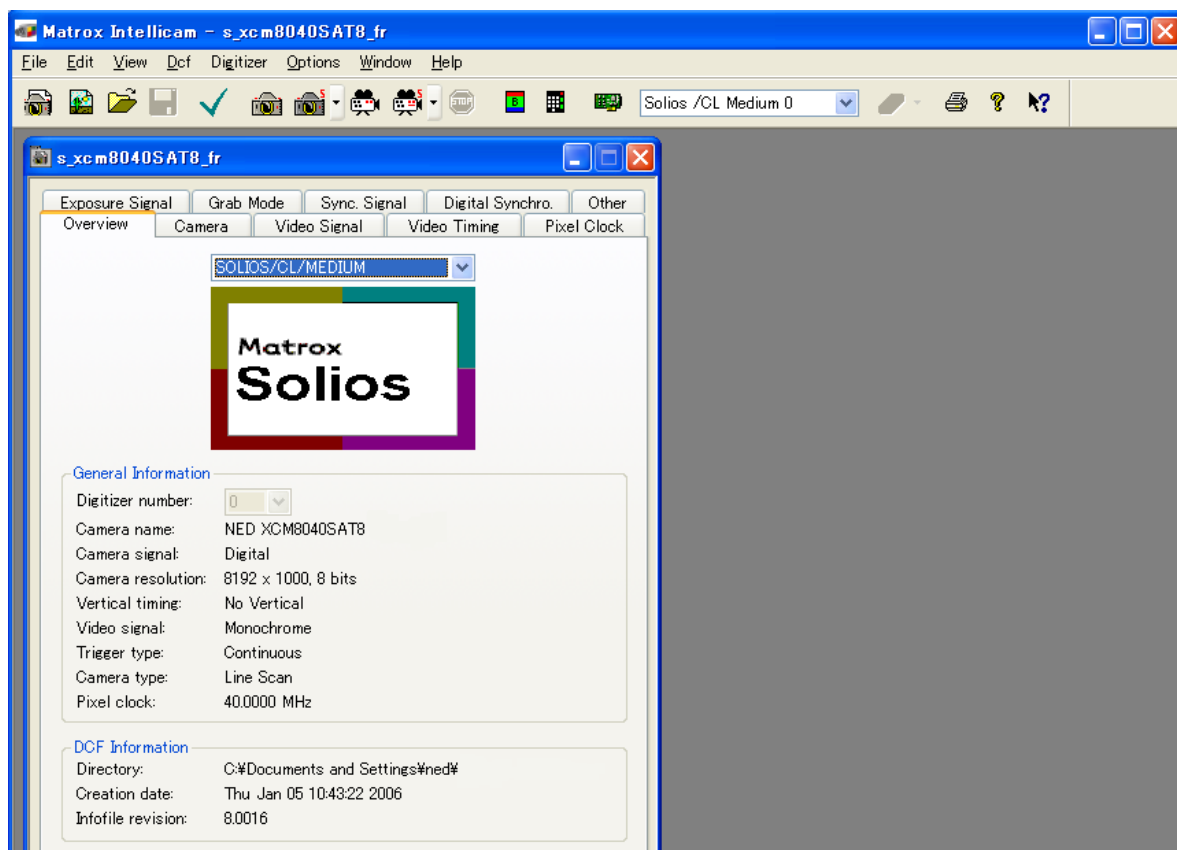 Matrox Intellicam - s_xcm8040SAT8_fr
File Edit View Dcf Digitizer Options Window Help
STOP B Solios /CL Medium 0
s_xcm8040SAT8_fr
Exposure Signal Grab Mode Sync. Signal Digital Synchro. Other
Overview Camera Video Signal Video Timing Pixel Clock
SOLIOS/CL/MEDIUM
Matrox
Solios
General Information
Digitizer number: 0
Camera name: NED XCM8040SAT8
Camera signal: Digital
Camera resolution: 8192 x 1000, 8 bits
Vertical timing: No Vertical
Video signal: Monochrome
Trigger type: Continuous
Camera type: Line Scan
Pixel clock: 40.0000 MHz
DCF Information
Directory: C:¥Documents and Settings¥ned¥
Creation date: Thu Jan 05 10:43:22 2006
Infofile revision: 8.0016